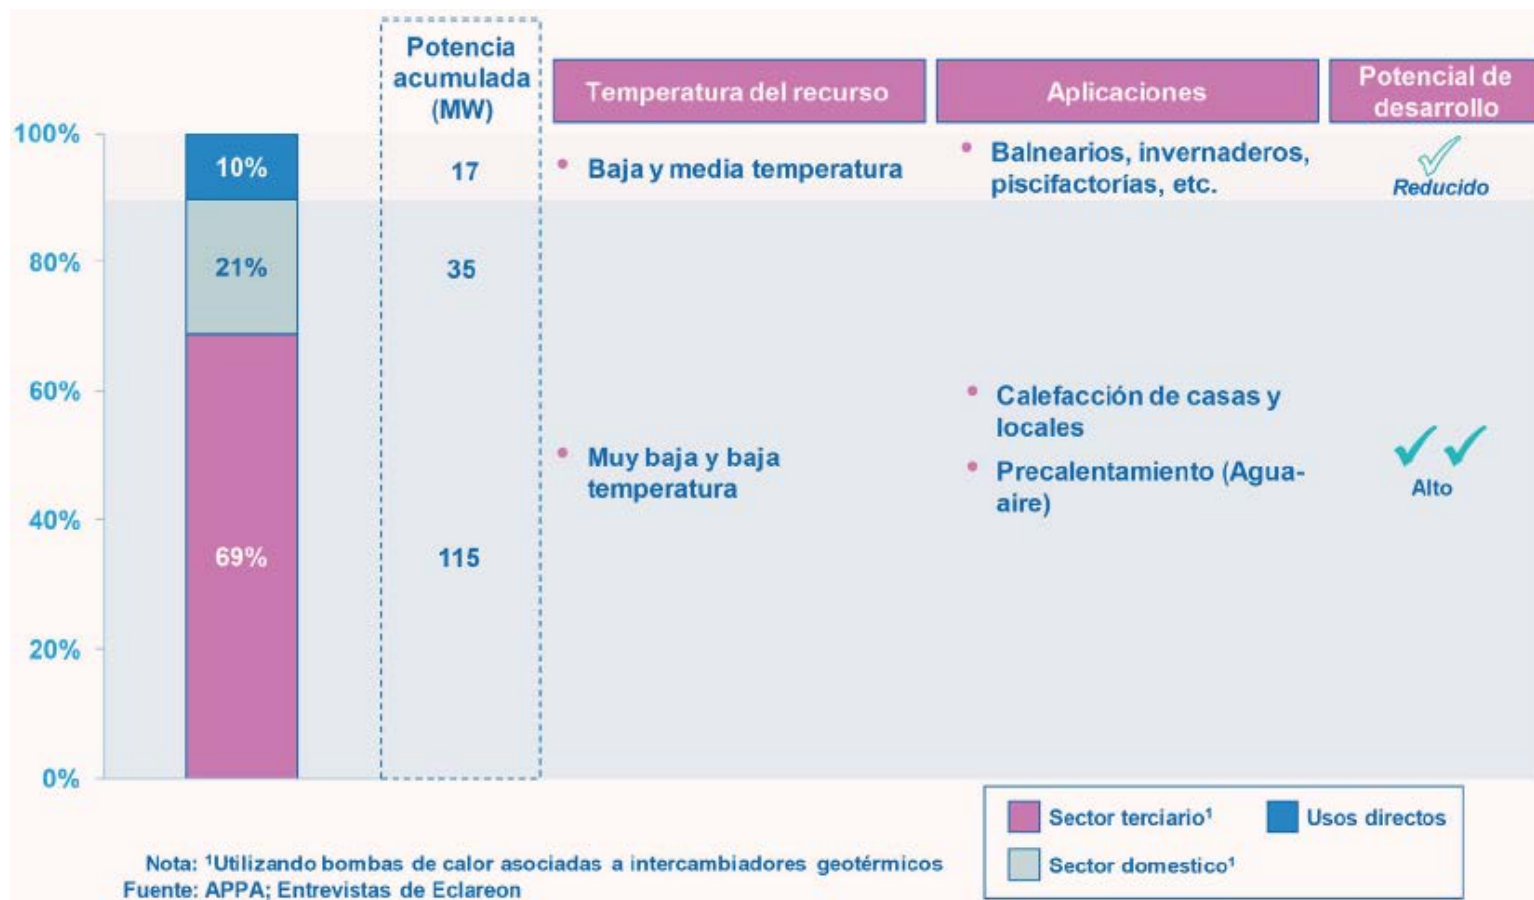 Potencia
acumulada
(MW)
Temperatura del recurso
Aplicaciones
Potencial de
desarrollo
100%
10%
17
• Baja y media temperatura
• Balnearios, invernaderos,
piscifactorías, etc.
Reducido
80%
21%
35
60%
• Calefacción de casas y
locales
• Muy baja y baja
temperatura
• Precalentamiento (Agua-
aire)
Alto
40%
69%
115
20%
0%
Sector terciario¹
Usos directos
Sector domestico¹
Nota: ¹Utilizando bombas de calor asociadas a intercambiadores geotérmicos
Fuente: APPA; Entrevistas de Eclareon